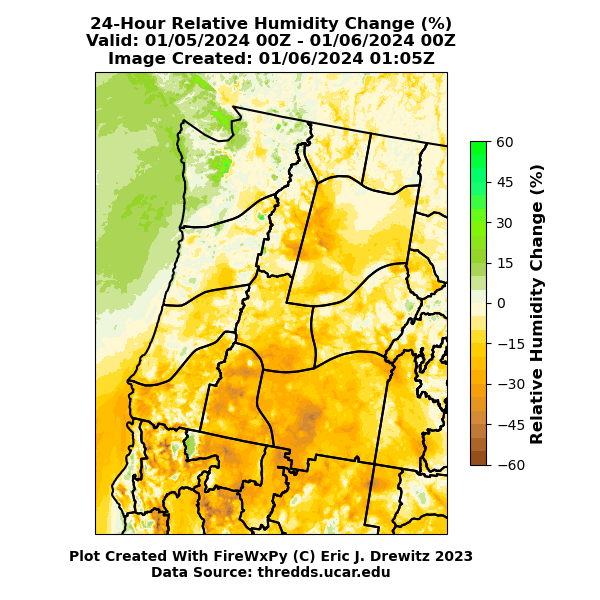 24-Hour Relative Humidity Change (%)
Valid: 01/05/2024 00Z - 01/06/2024 00Z
Image Created: 01/06/2024 01:05Z
60
45
30
15
0
−15
−30
−45
−60
Relative Humidity Change (%)
Plot Created With FireWxPy (C) Eric J. Drewitz 2023
Data Source: thredds.ucar.edu